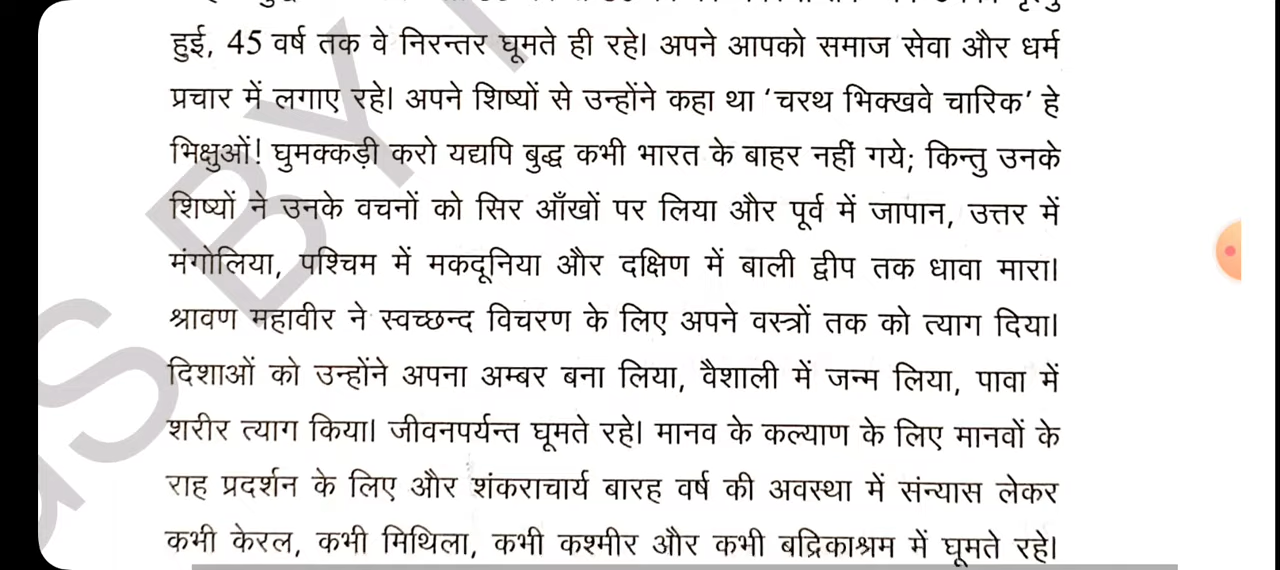 हुई, 45 वर्ष तक वे निरन्तर घूमते ही रहे। अपने आपको समाज सेवा और धर्म
प्रचार में लगाए रहे। अपने शिष्यों से उन्होंने कहा था ‘चरथ भिक्खवे चारिक’ हे
भिक्षुओं! घुमक्कड़ी करो यद्यपि बुद्ध कभी भारत के बाहर नहीं गये; किन्तु उनके
शिष्यों ने उनके वचनों को सिर आँखों पर लिया और पूर्व में जापान, उत्तर में
मंगोलिया, पश्चिम में मकदूनिया और दक्षिण में बाली द्वीप तक धावा मारा।
श्रावण महावीर ने स्वच्छन्द विचरण के लिए अपने वस्त्रों तक को त्याग दिया।
दिशाओं को उन्होंने अपना अम्बर बना लिया, वैशाली में जन्म लिया, पावा में
शरीर त्याग किया। जीवनपर्यन्त घूमते रहे। मानव के कल्याण के लिए मानवों के
राह प्रदर्शन के लिए और शंकराचार्य बारह वर्ष की अवस्था में संन्यास लेकर
कभी केरल, कभी मिथिला, कभी कश्मीर और कभी बद्रिकाश्रम में घूमते रहे।